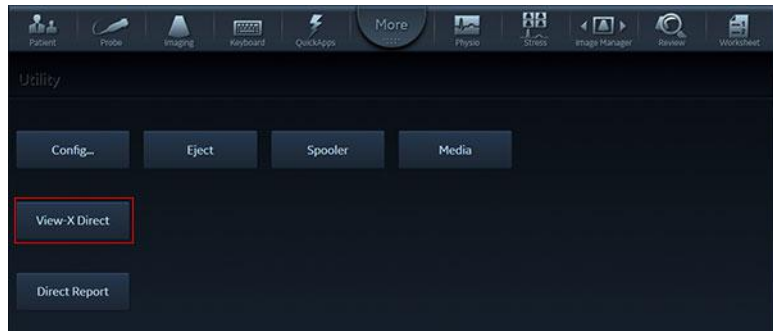 Patient Probe Imaging Keyboard QuickApps More Physio Stress Image Manager Review Worksheet
Utility
Config... Eject Spooler Media
View-X Direct
Direct Report